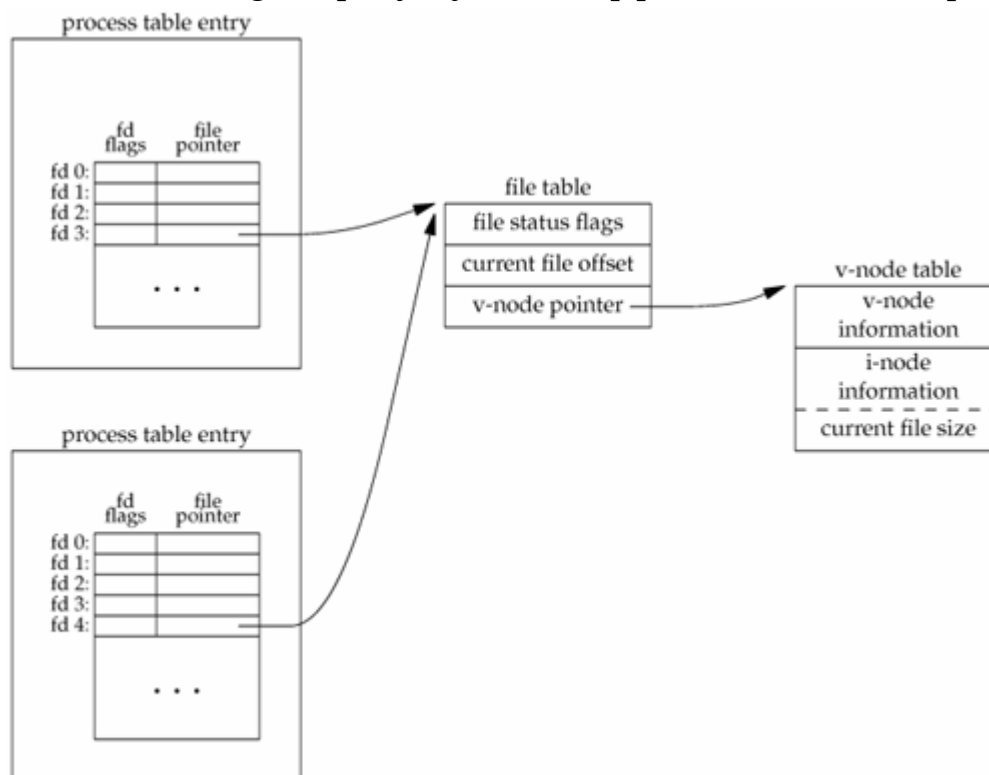 process table entry
fd file
flags pointer
fd 0:
fd 1:
fd 2:
fd 3:
. . .
file table
file status flags
current file offset
v-node pointer
v-node table
v-node
information
i-node
information
current file size
process table entry
fd file
flags pointer
fd 0:
fd 1:
fd 2:
fd 3:
fd 4:
. . .